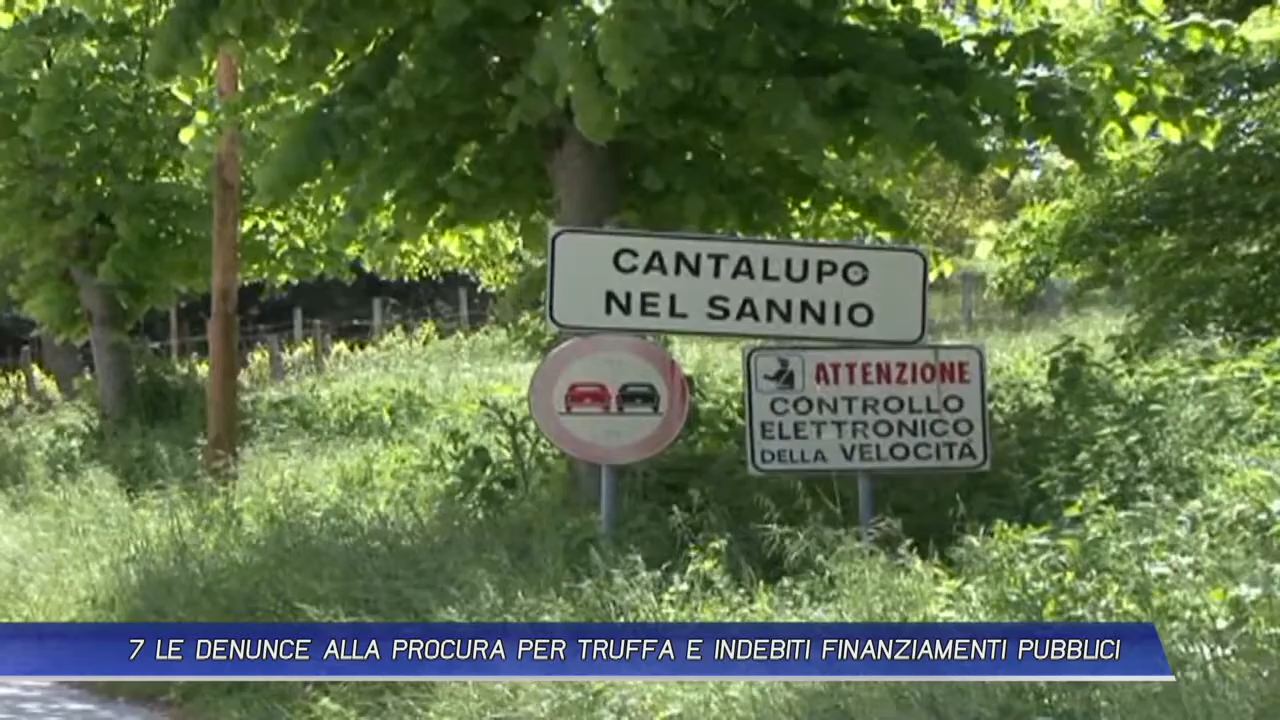 CANTALUPO
NEL SANNIO
ATTENZIONE
CONTROLLO
ELETTRONICO
DELLA VELOCITÀ
7 LE DENUNCE ALLA PROCURA PER TRUFFA E INDEBITI FINANZIAMENTI PUBBLICI